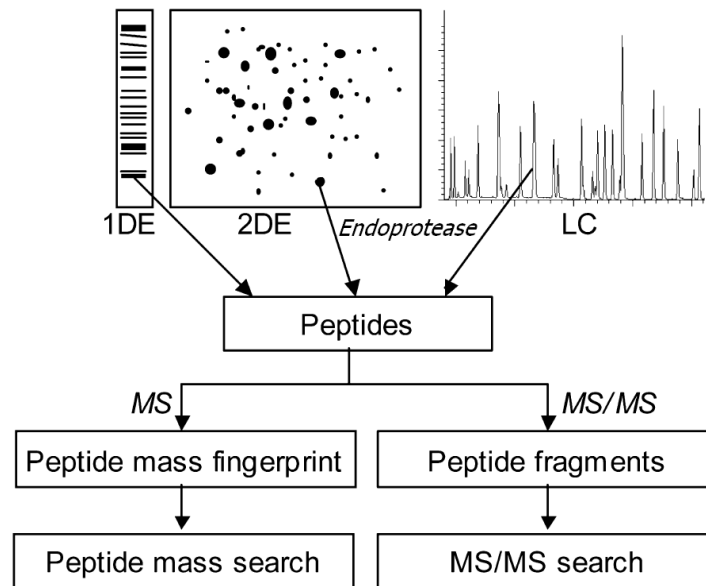 1DE
2DE
Endoprotease
LC
Peptides
MS
MS/MS
Peptide mass fingerprint
Peptide fragments
Peptide mass search
MS/MS search